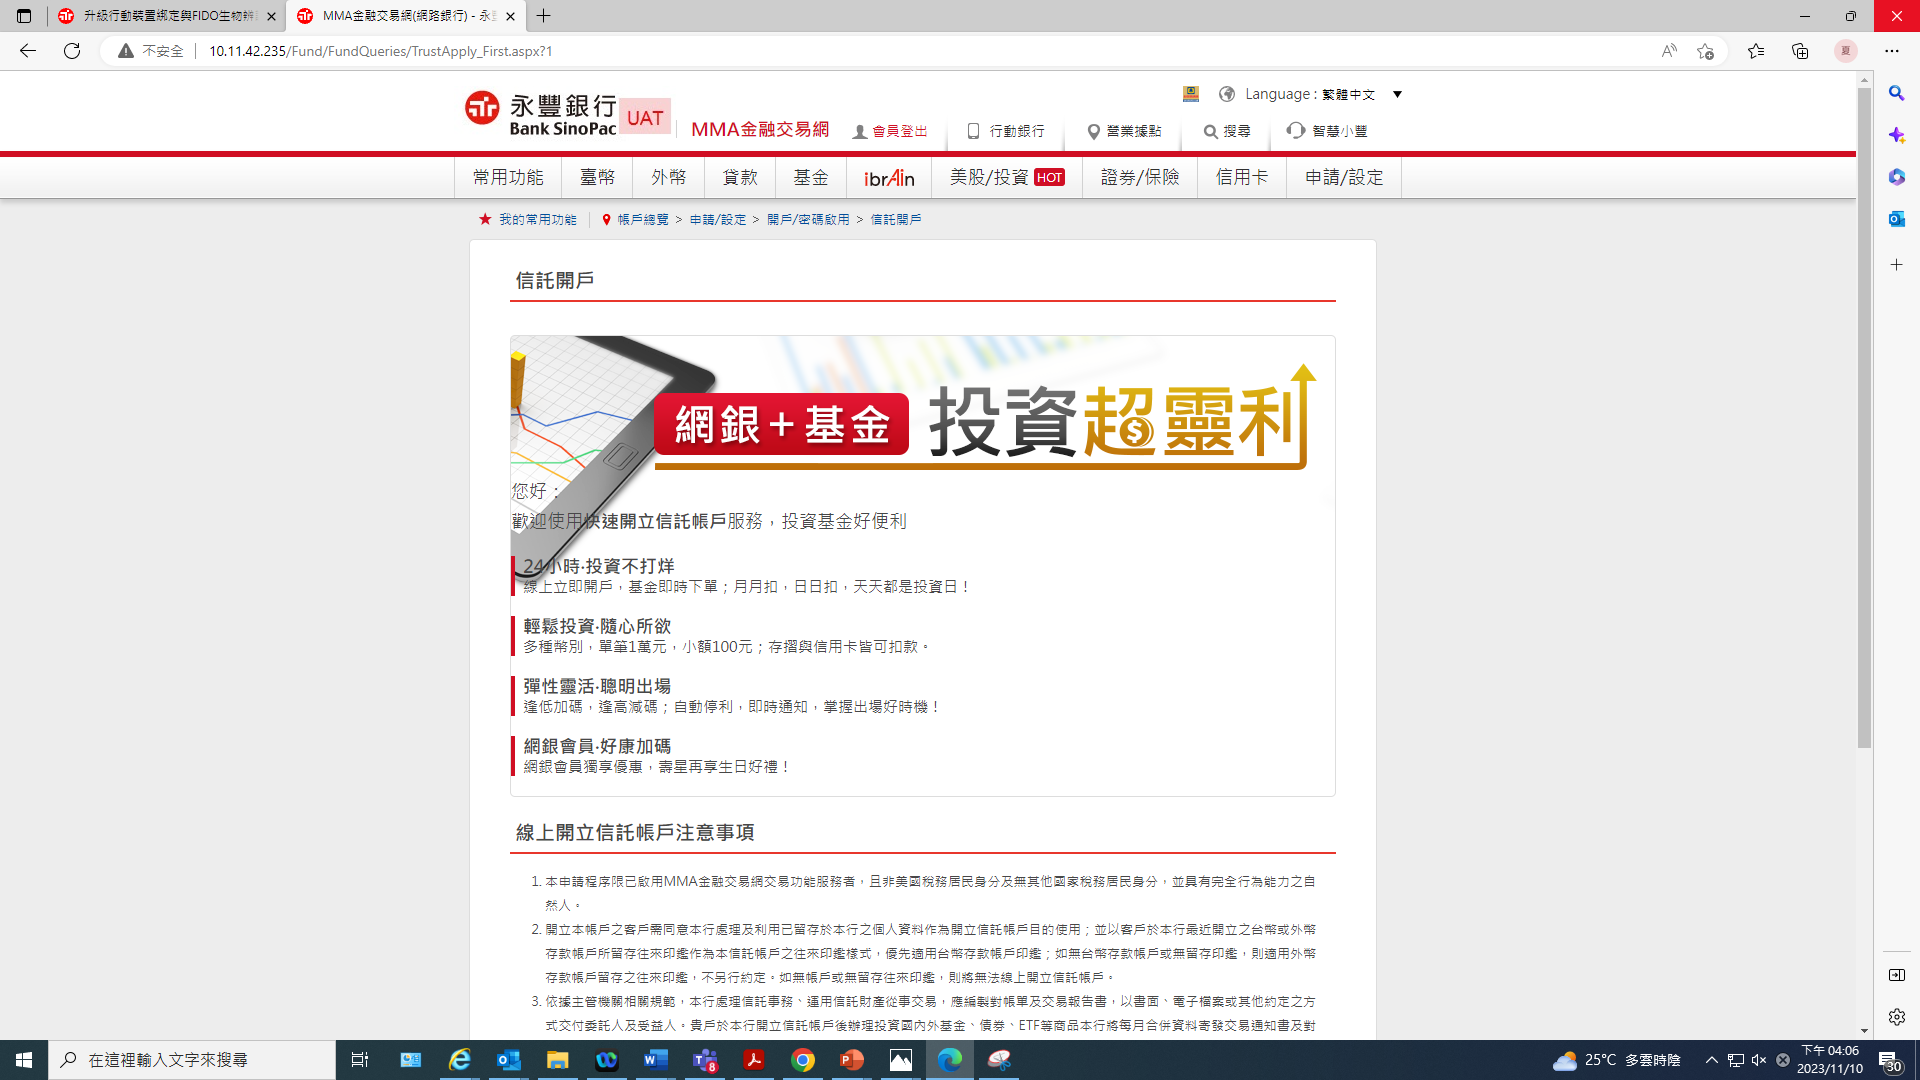 升級行動裝置綁定與FIDO生物辨
MMA金融交易網(網路銀行) - 永
不安全
10.11.42.235/Fund/FundQueries/TrustApply_First.aspx?1
夏
永豐銀行
Bank SinoPac
UAT
MMA金融交易網
Language : 繁體中文
會員登出
行動銀行
營業據點
搜尋
智慧小豐
常用功能
臺幣
外幣
貸款
基金
ibrAin
美股/投資 HOT
證券/保險
信用卡
申請/設定
我的常用功能
帳戶總覽 > 申請/設定 > 開戶/密碼啟用 > 信託開戶
信託開戶
網銀+基金 投資超靈利
您好：
歡迎使用快速開立信託帳戶服務，投資基金好便利
24小時‧投資不打烊
線上立即開戶，基金即時下單；月月扣，日日扣，天天都是投資日！
輕鬆投資‧隨心所欲
多種幣別，單筆1萬元，小額100元；存摺與信用卡皆可扣款。
彈性靈活‧聰明出場
逢低加碼，逢高減碼；自動停利，即時通知，掌握出場好時機！
網銀會員‧好康加碼
網銀會員獨享優惠，壽星再享生日好禮！
線上開立信託帳戶注意事項
1. 本申請程序限已啟用MMA金融交易網交易功能服務者，且非美國稅務居民身分及無其他國家稅務居民身分，並具有完全行為能力之自
然人。
2. 開立本帳戶之客戶需同意本行處理及利用已留存於本行之個人資料作為開立信託帳戶目的使用；並以客戶於本行最近開立之台幣或外幣
存款帳戶所留存往來印鑑作為本信託帳戶之往來印鑑樣式，優先適用台幣存款帳戶印鑑；如無台幣存款帳戶或無留存印鑑，則適用外幣
存款帳戶留存之往來印鑑，不另行約定。如無帳戶或無留存往來印鑑，則將無法線上開立信託帳戶。
3. 依據主管機關相關規範，本行處理信託事務、運用信託財產從事交易，應編製對帳單及交易報告書，以書面、電子檔案或其他約定之方
式交付委託人及受益人。貴戶於本行開立信託帳戶後辦理投資國內外基金、債券、ETF等商品本行將每月合併資料寄發交易通知書及對
在這裡輸入文字來搜尋
8
25°C 多雲時陰
下午 04:06
2023/11/10
30